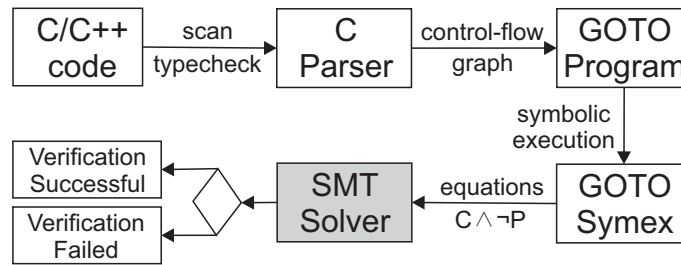 C/C++
code
scan
typecheck
C
Parser
control-flow
graph
GOTO
Program
symbolic
execution
GOTO
Symex
equations
C ∧ ¬P
SMT
Solver
Verification
Successful
Verification
Failed